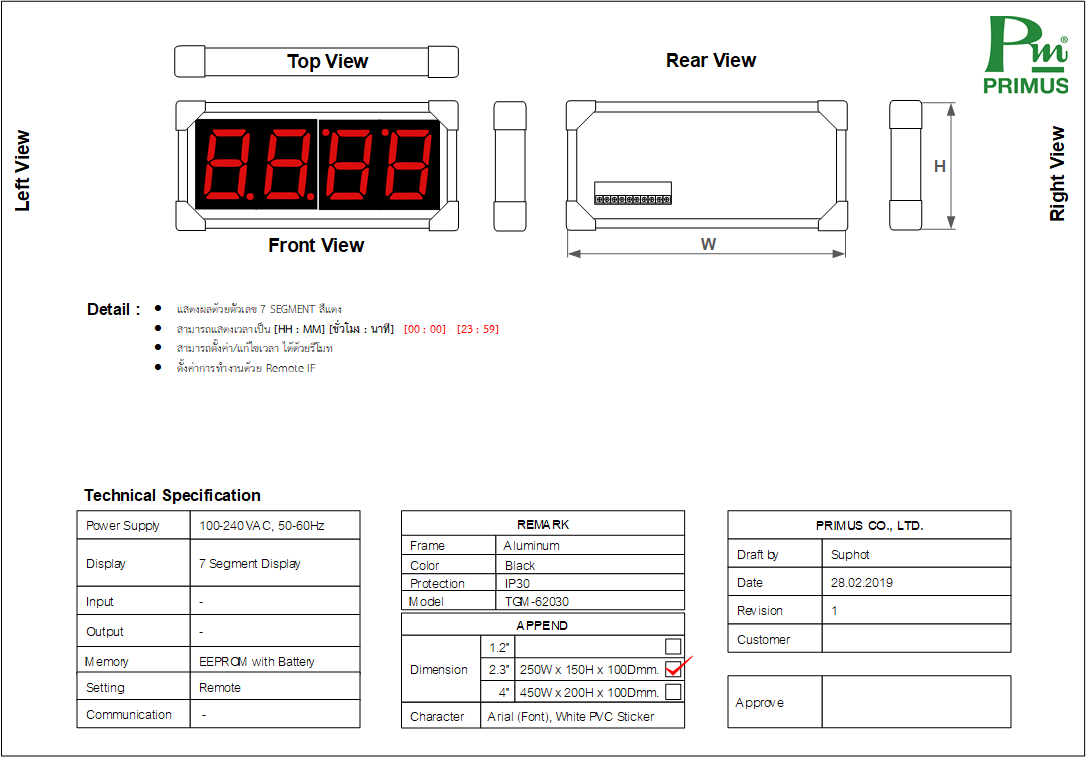 Pm®
PRIMUS
Top View
Rear View
Left View
Right View
H
W
Front View
Detail :
• แสดงผลด้วยตัวเลข 7 SEGMENT สีแดง
• สามารถแสดงเวลาเป็น [HH : MM] [ชั่วโมง : นาที] [00 : 00] - [23 : 59]
• สามารถตั้งค่า/แก้ไขเวลา ได้ด้วยรีโมท
• ตั้งค่าการทำงานด้วย Remote IF
Technical Specification
Power Supply 100-240VAC, 50-60Hz
Display 7 Segment Display
Input -
Output -
Memory EEPROM with Battery
Setting Remote
Communication -
REMARK
Frame Aluminum
Color Black
Protection IP30
Model TGM-62030
APPEND
Dimension
1.2"
2.3" 250W x 150H x 100Dmm.
4" 450W x 200H x 100Dmm.
Character Arial (Font), White PVC Sticker
PRIMUS CO., LTD.
Draft by Suphot
Date 28.02.2019
Revision 1
Customer
Approve